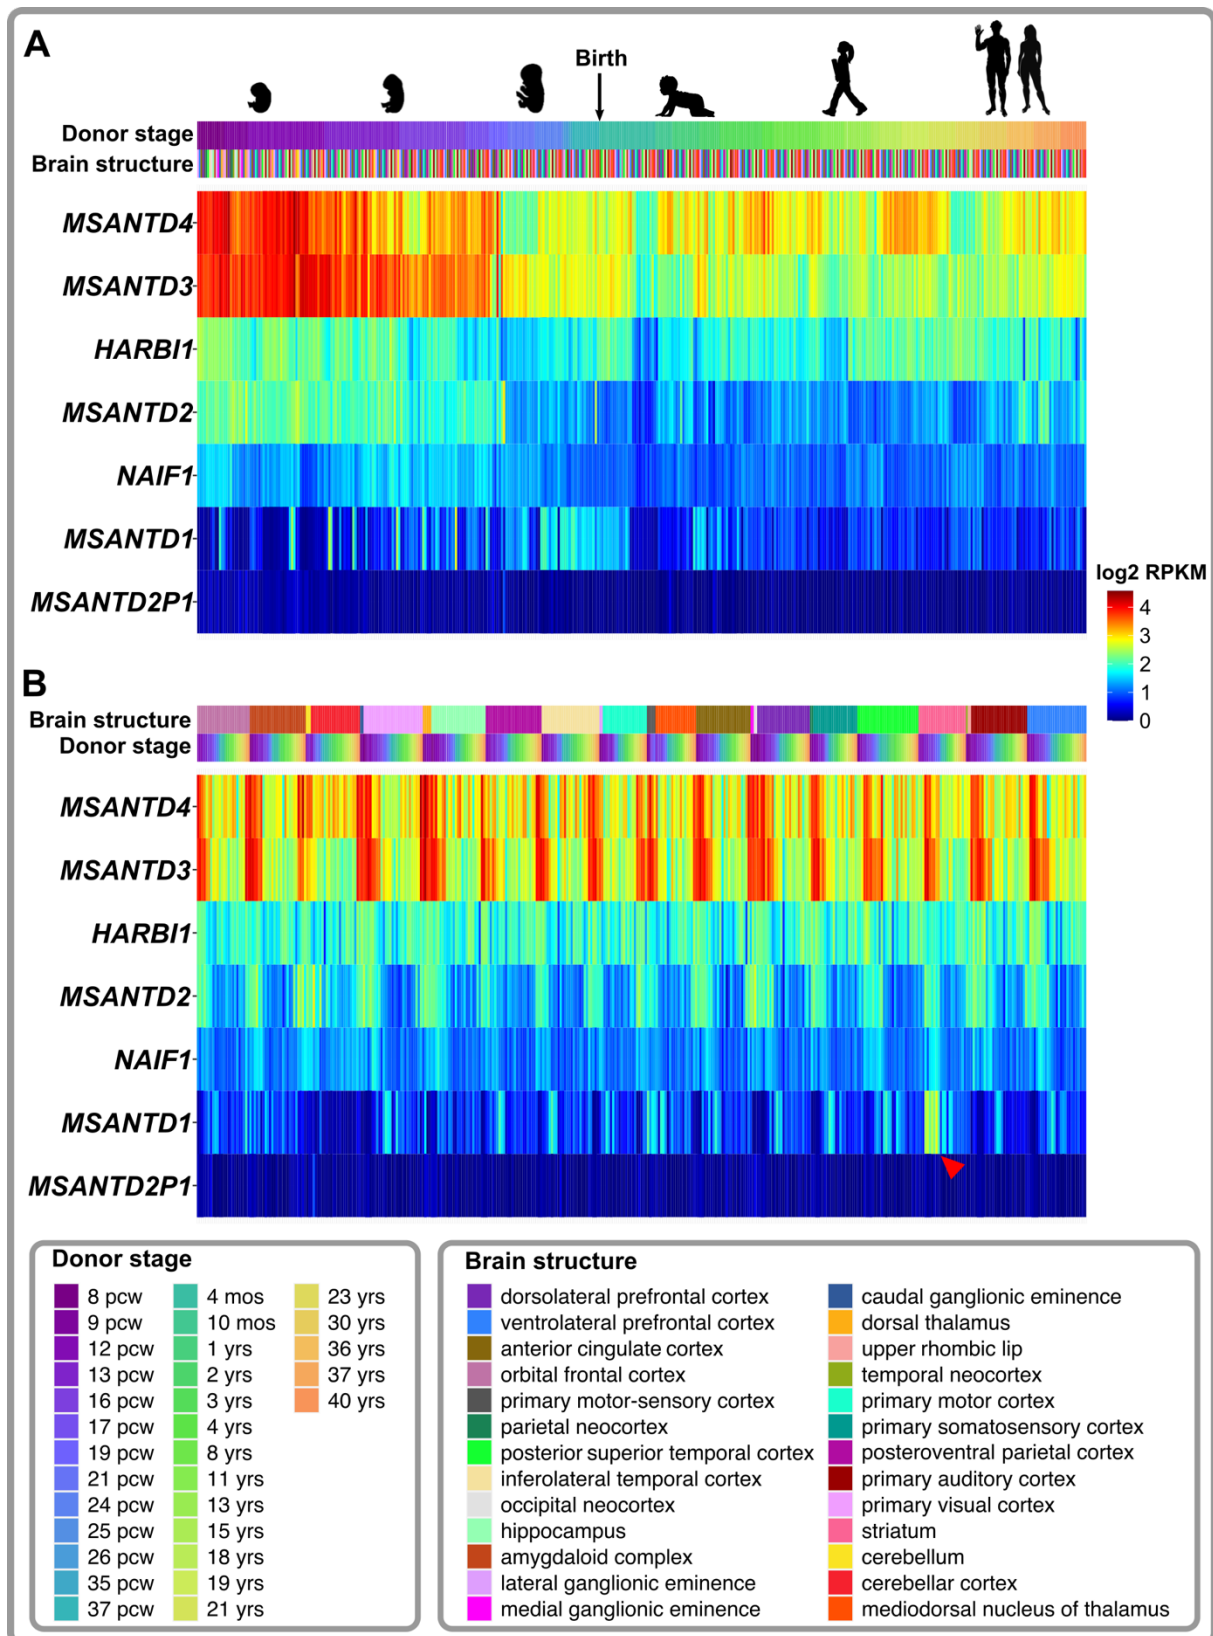 A
Birth
Donor stage
Brain structure
MSANTD4
MSANTD3
HARBI1
MSANTD2
NAIF1
MSANTD1
MSANTD2P1
log2 RPKM
4
3
2
1
0
B
Brain structure
Donor stage
MSANTD4
MSANTD3
HARBI1
MSANTD2
NAIF1
MSANTD1
MSANTD2P1
Donor stage
8 pcw
9 pcw
12 pcw
13 pcw
16 pcw
17 pcw
19 pcw
21 pcw
24 pcw
25 pcw
26 pcw
35 pcw
37 pcw
4 mos
10 mos
1 yrs
2 yrs
3 yrs
4 yrs
8 yrs
11 yrs
13 yrs
15 yrs
18 yrs
19 yrs
21 yrs
23 yrs
30 yrs
36 yrs
37 yrs
40 yrs
Brain structure
dorsolateral prefrontal cortex
ventrolateral prefrontal cortex
anterior cingulate cortex
orbital frontal cortex
primary motor-sensory cortex
parietal neocortex
posterior superior temporal cortex
inferolateral temporal cortex
occipital neocortex
hippocampus
amygdaloid complex
lateral ganglionic eminence
medial ganglionic eminence
caudal ganglionic eminence
dorsal thalamus
upper rhombic lip
temporal neocortex
primary motor cortex
primary somatosensory cortex
posteroventral parietal cortex
primary auditory cortex
primary visual cortex
striatum
cerebellum
cerebellar cortex
mediodorsal nucleus of thalamus